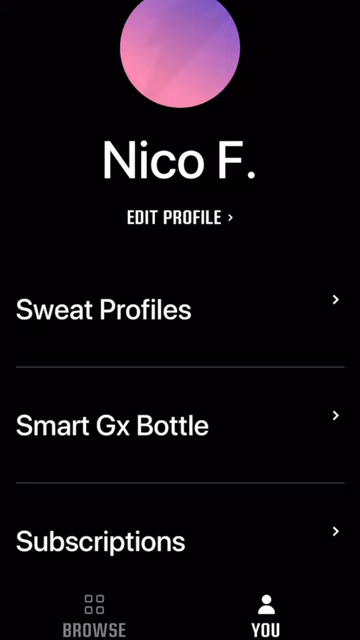 Nico F.
EDIT PROFILE ›
Sweat Profiles
Smart Gx Bottle
Subscriptions
BROWSE
YOU